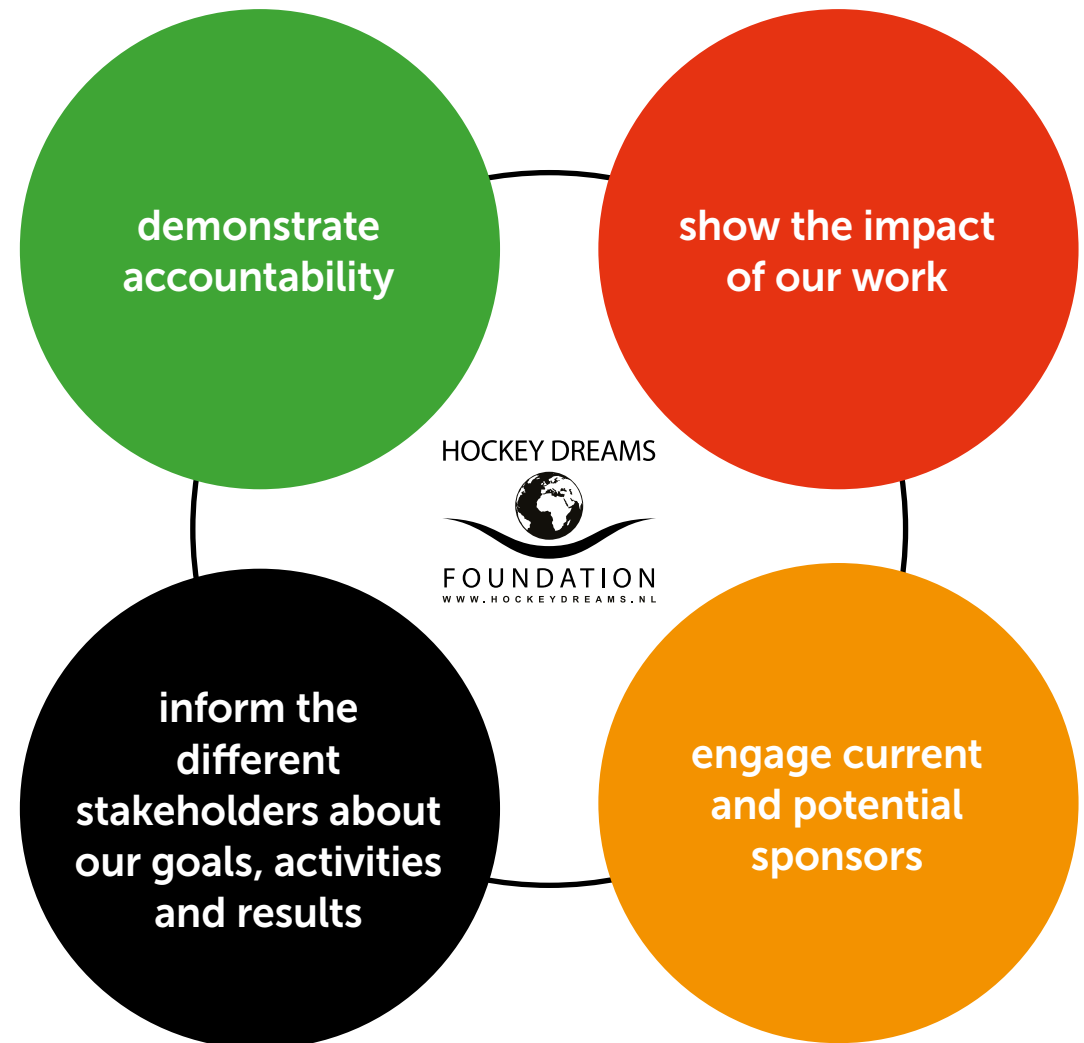 demonstrate
accountability
show the impact
of our work
HOCKEY DREAMS
FOUNDATION
WWW.HOCKEYDREAMS.NL
inform the
different
stakeholders about
our goals, activities
and results
engage current
and potential
sponsors